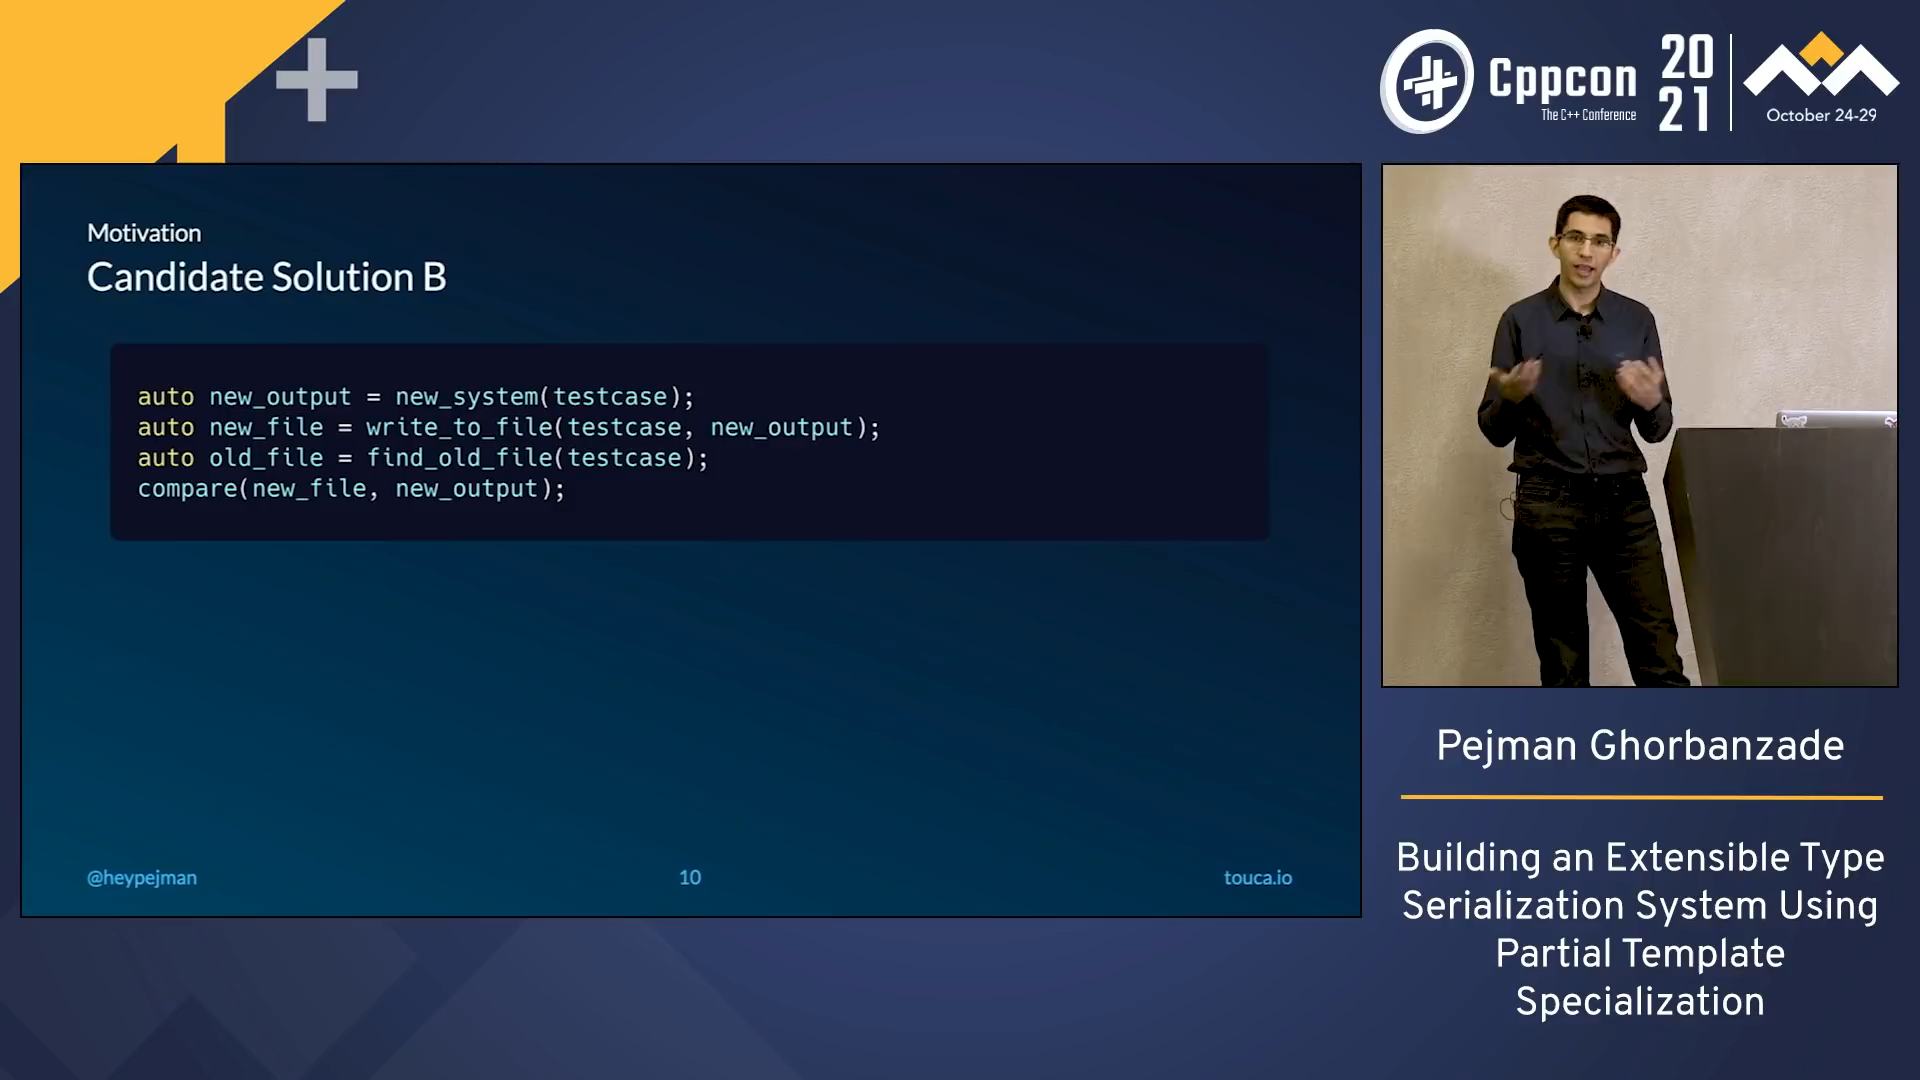 Cppcon
The C++ Conference
20
21
October 24-29
Motivation
Candidate Solution B
auto new_output = new_system(testcase);
auto new_file = write_to_file(testcase, new_output);
auto old_file = find_old_file(testcase);
compare(new_file, new_output);
@heypejman
10
touca.io
Pejman Ghorbanzade
Building an Extensible Type
Serialization System Using
Partial Template
Specialization